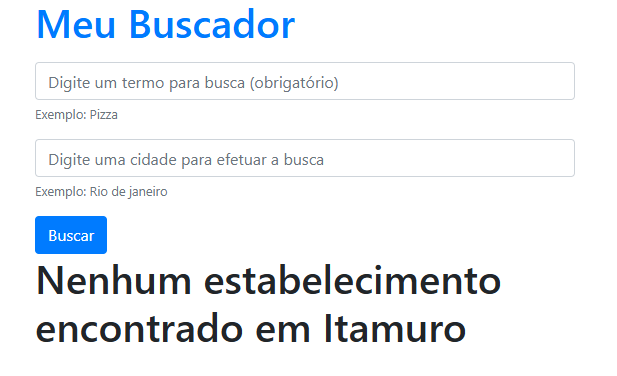 Meu Buscador
Digite um termo para busca (obrigatório)
Exemplo: Pizza
Digite uma cidade para efetuar a busca
Exemplo: Rio de janeiro
Buscar
Nenhum estabelecimento
encontrado em Itamuro